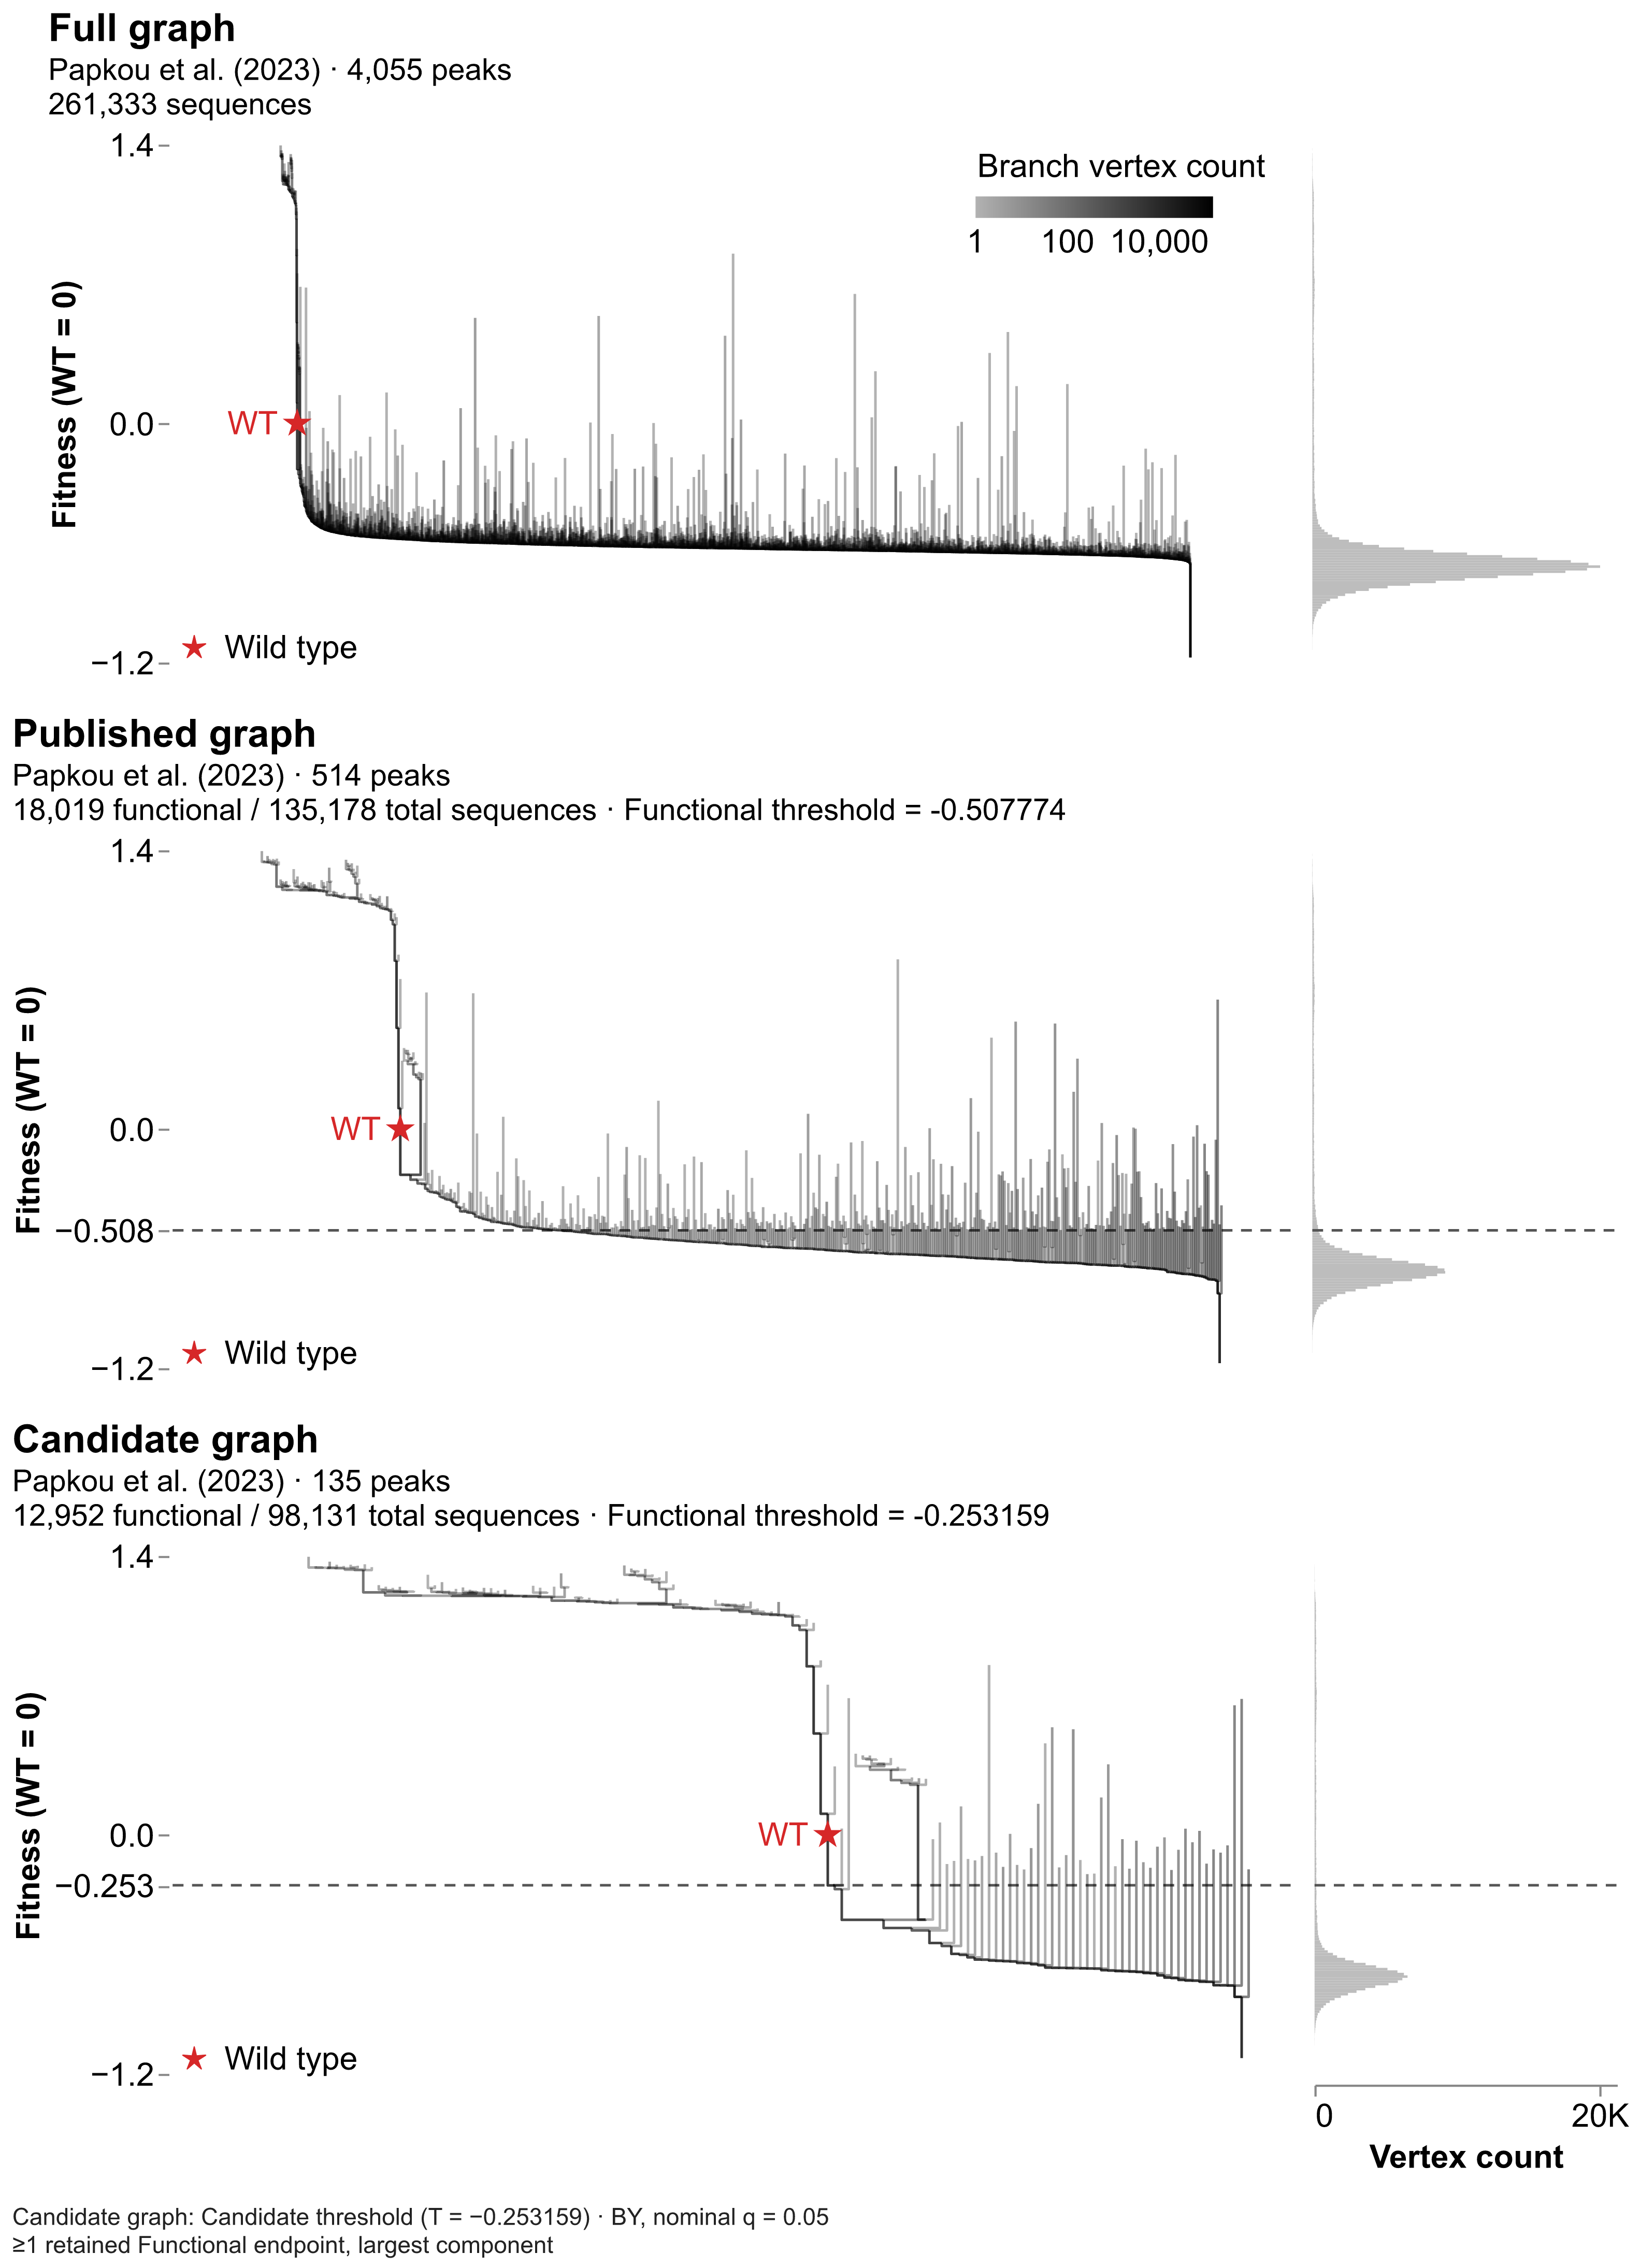 Full graph
Papkou et al. (2023) · 4,055 peaks
261,333 sequences
1.4
Branch vertex count
1 100 10,000
Fitness (WT = 0)
WT
0.0
Wild type
−1.2
Published graph
Papkou et al. (2023) · 514 peaks
18,019 functional / 135,178 total sequences · Functional threshold = -0.507774
1.4
Fitness (WT = 0)
WT
0.0
−0.508
Wild type
−1.2
Candidate graph
Papkou et al. (2023) · 135 peaks
12,952 functional / 98,131 total sequences · Functional threshold = -0.253159
1.4
Fitness (WT = 0)
WT
0.0
−0.253
Wild type
−1.2
0 20K
Vertex count
Candidate graph: Candidate threshold (T = −0.253159) · BY, nominal q = 0.05
≥1 retained Functional endpoint, largest component